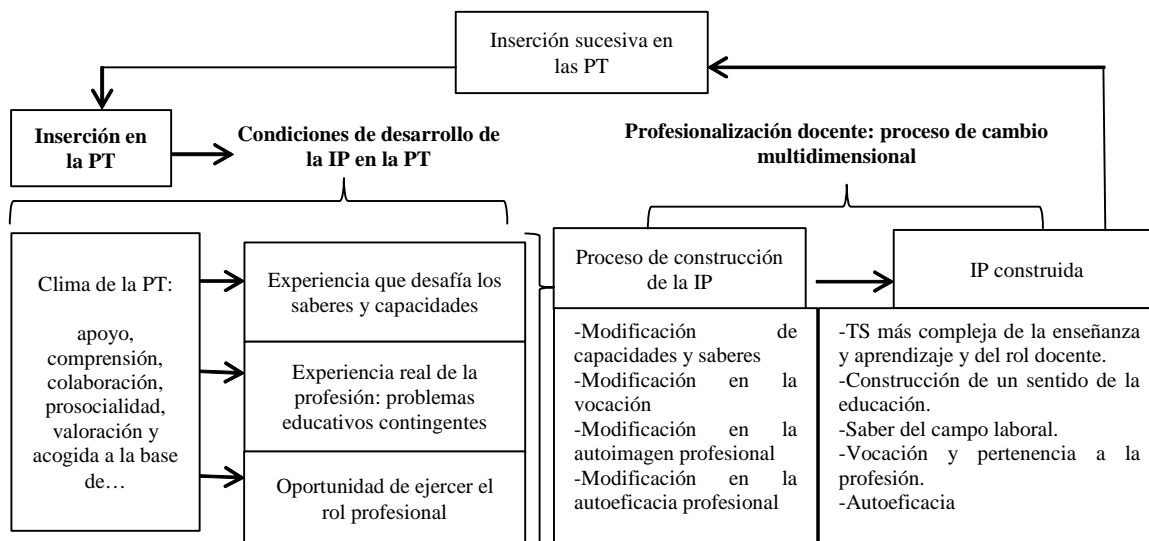 Inserción sucesiva en
las PT
Inserción en
la PT
Condiciones de desarrollo de
la IP en la PT
Profesionalización docente: proceso de cambio
multidimensional
Clima de la PT:
apoyo,
comprensión,
colaboración,
prosocialidad,
valoración y
acogida a la base
de…
Experiencia que desafía los
saberes y capacidades
Experiencia real de la
profesión: problemas
educativos contingentes
Oportunidad de ejercer el
rol profesional
Proceso de construcción
de la IP
-Modificación de
capacidades y saberes
-Modificación en la
vocación
-Modificación en la
autoimagen profesional
-Modificación en la
autoeficacia profesional
IP construida
-TS más compleja de la enseñanza
y aprendizaje y del rol docente.
-Construcción de un sentido de la
educación.
-Saber del campo laboral.
-Vocación y pertenencia a la
profesión.
-Autoeficacia